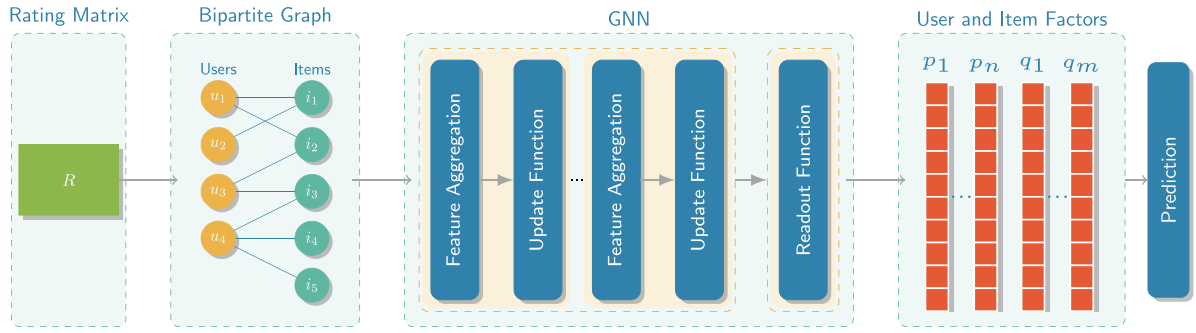 Rating Matrix
R
Bipartite Graph
Users
Items
u1
u2
u3
u4
i1
i2
i3
i4
i5
GNN
Feature Aggregation
Update Function
...
Feature Aggregation
Update Function
Readout Function
User and Item Factors
p1 pn q1 qm
... ...
Prediction